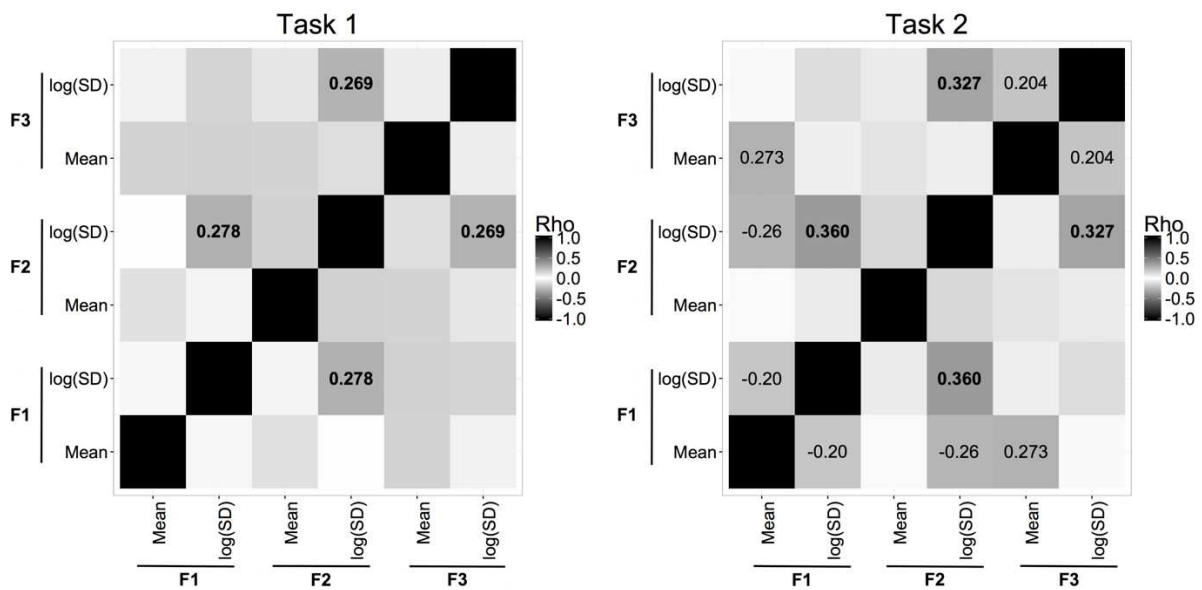 Task 1
F3
log(SD)
0.269
Mean
F2
log(SD)
0.278
0.269
Mean
F1
log(SD)
0.278
Mean
Mean
log(SD)
Mean
log(SD)
Mean
log(SD)
F1
F2
F3
Rho
1.0
0.5
0.0
-0.5
-1.0
Task 2
F3
log(SD)
0.327
0.204
Mean
0.273
0.204
F2
log(SD)
-0.26
0.360
0.327
Mean
F1
log(SD)
-0.20
0.360
Mean
-0.20
-0.26
0.273
Mean
log(SD)
Mean
log(SD)
Mean
log(SD)
F1
F2
F3
Rho
1.0
0.5
0.0
-0.5
-1.0